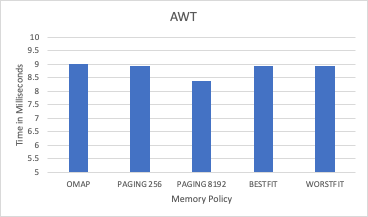 AWT
10
9.5
9
8.5
8
7.5
7
6.5
6
5.5
5
Time in Milliseconds
OMAP PAGING 256 PAGING 8192 BESTFIT WORSTFIT
Memory Policy